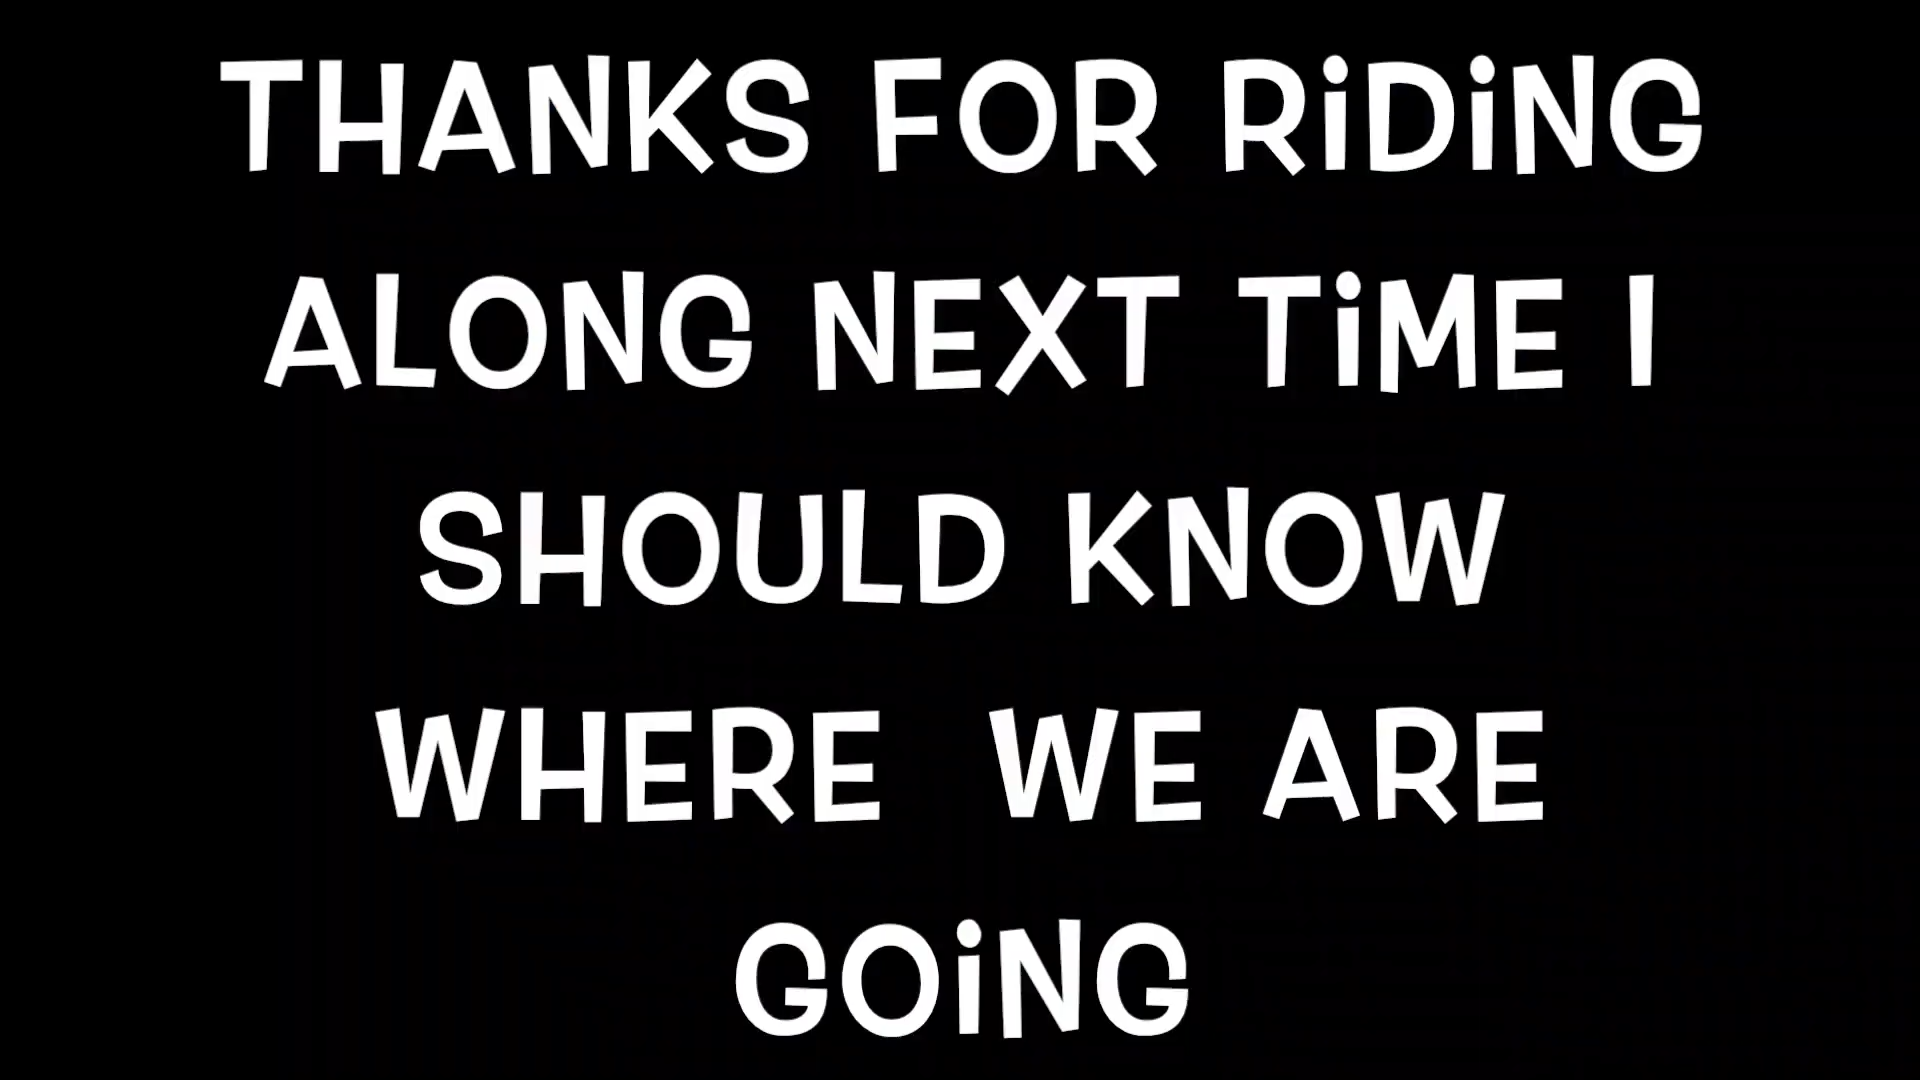 THANKS FOR RiDiNG
ALONG NEXT TiME I
SHOULD KNOW
WHERE  WE ARE
GOiNG